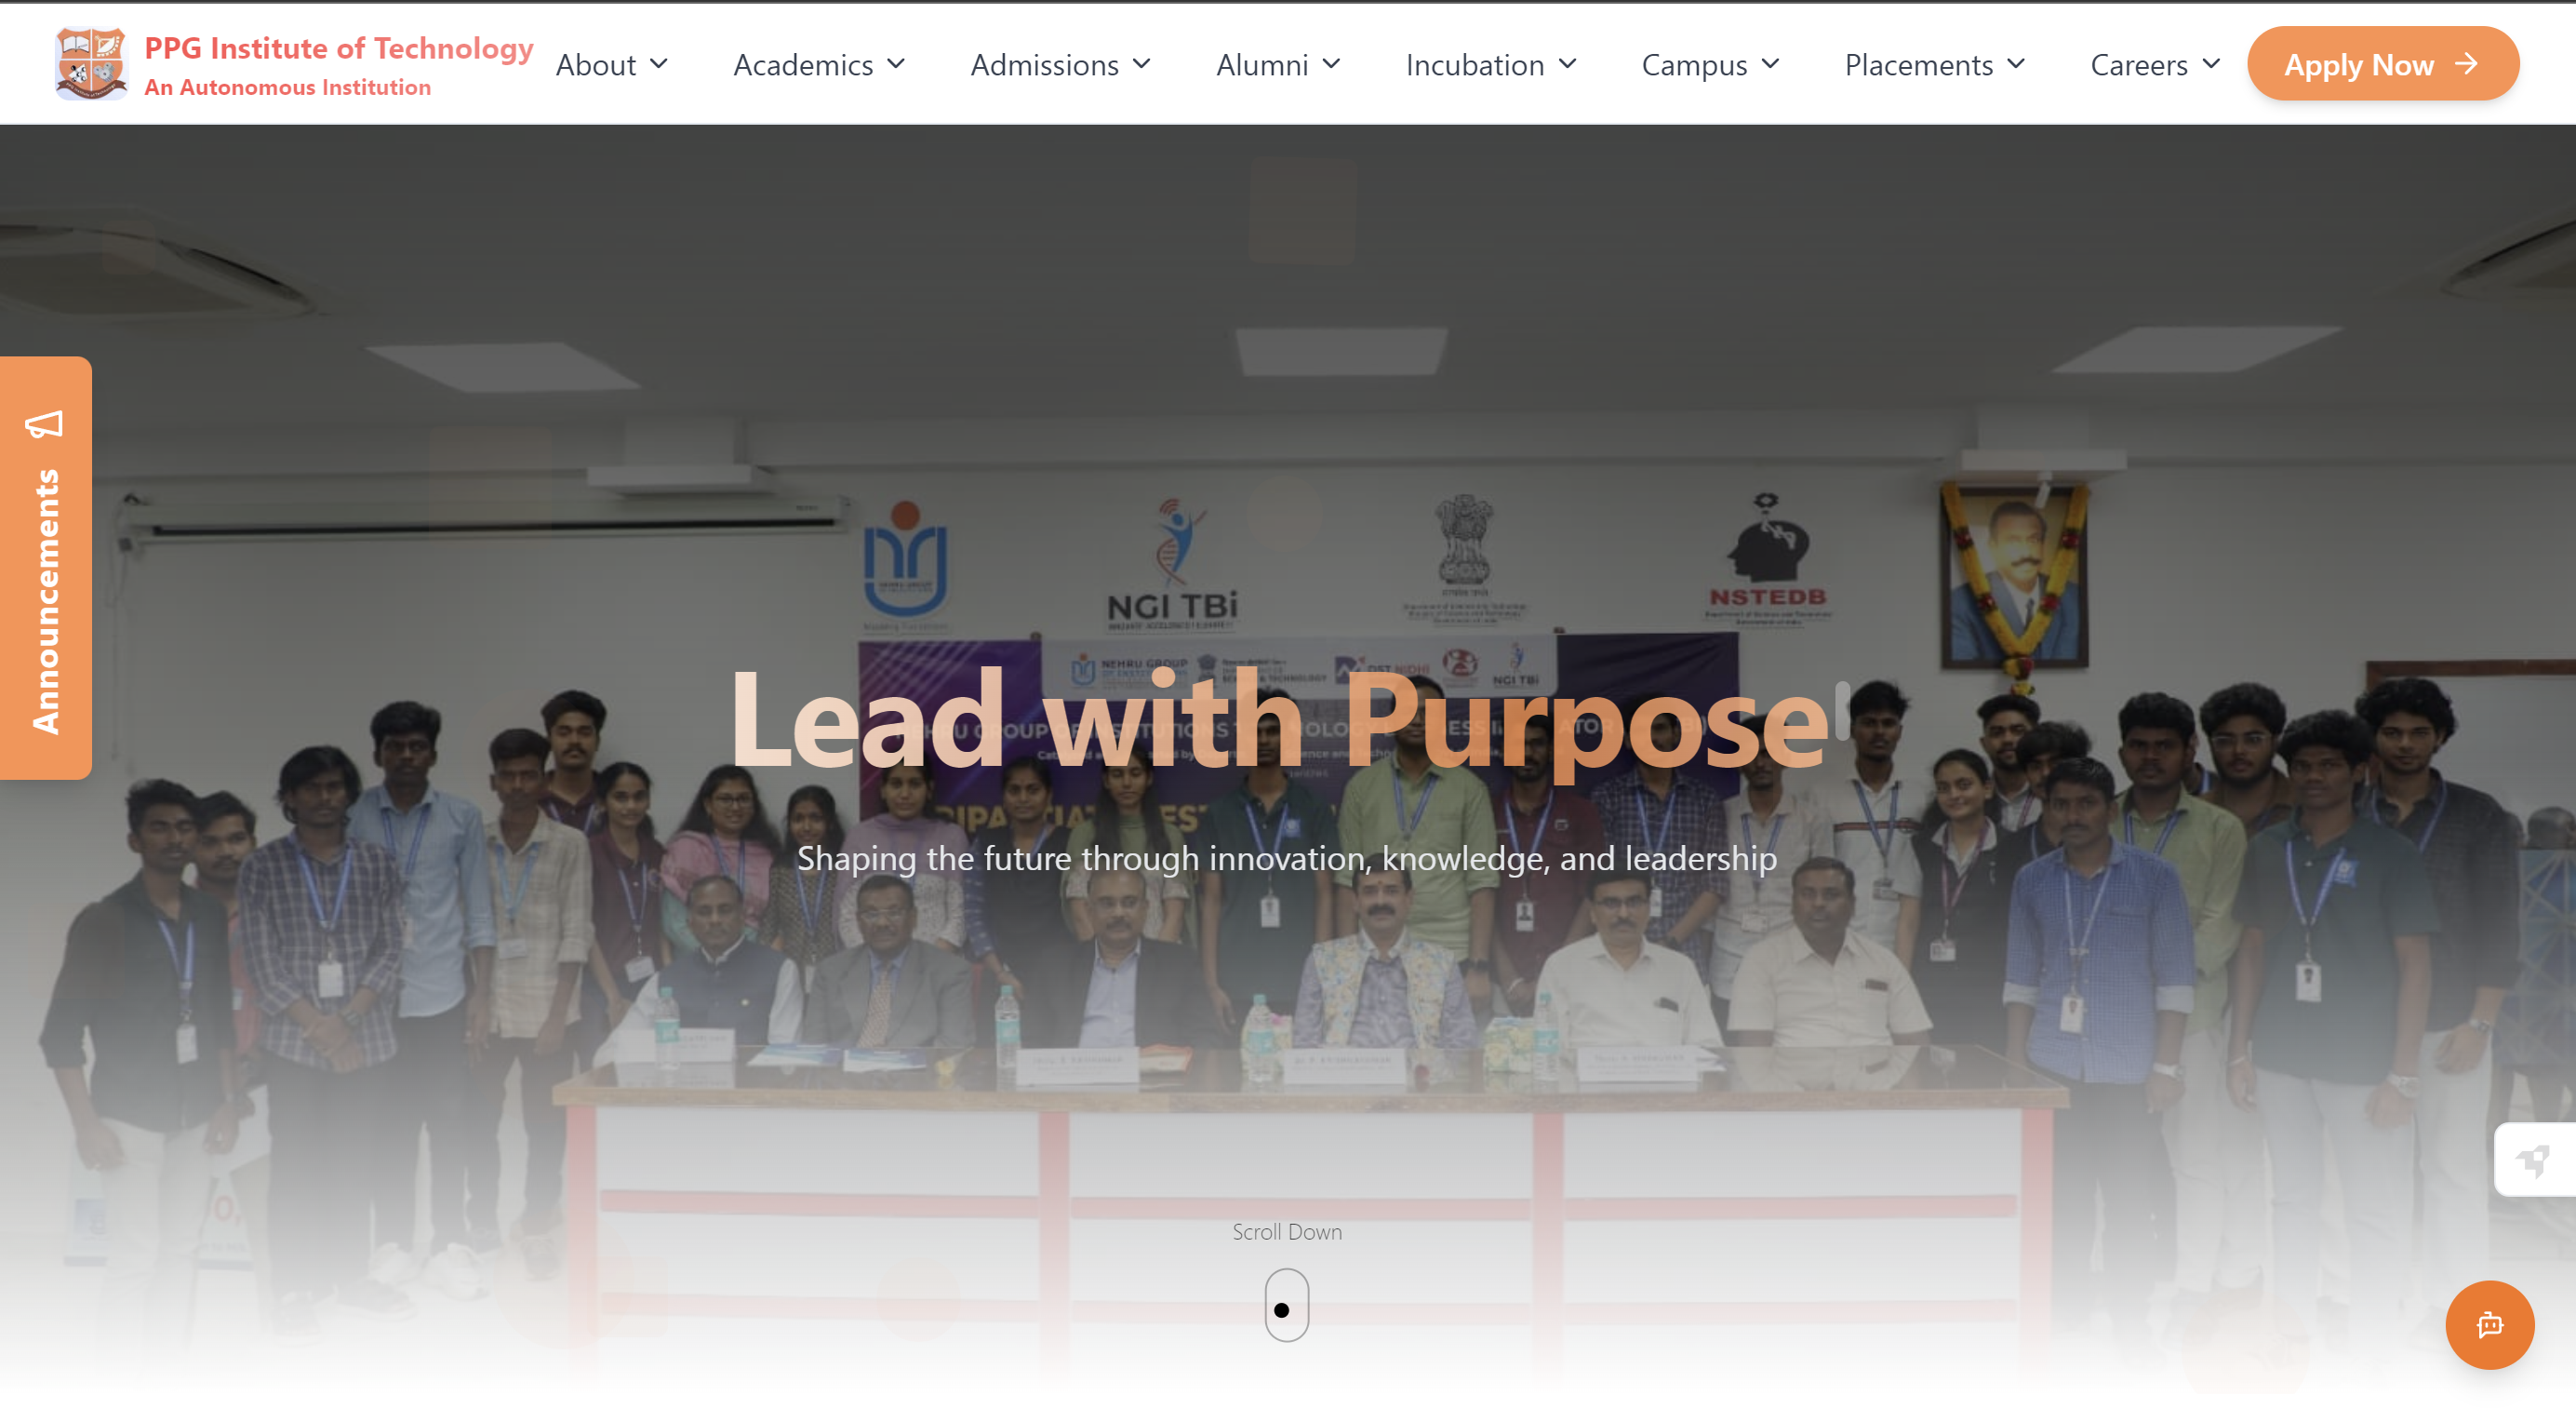 PPG Institute of Technology
An Autonomous Institution
About
Academics
Admissions
Alumni
Incubation
Campus
Placements
Careers
Apply Now
Announcements
NGI TBi
NSTEDB
NEHRU GROUP
NGI TBi
Lead with Purpose
Shaping the future through innovation, knowledge, and leadership
Scroll Down